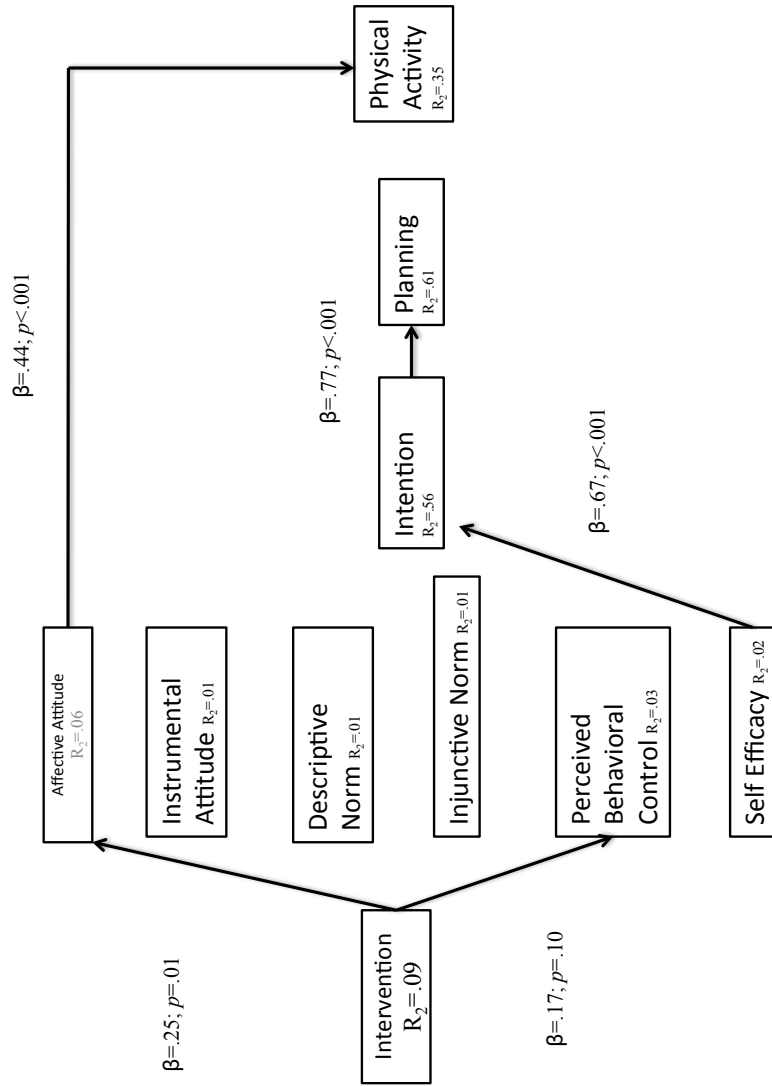 β=.44; p<.001
Affective Attitude
R₂=.06
Physical
Activity
R₂=.35
β=.25; p=.01
Instrumental
Attitude R₂=.01
β=.77; p<.001
Descriptive
Norm R₂=.01
Intervention
R₂=.09
Intention
R₂=.56
Planning
R₂=.61
Injunctive Norm R₂=.01
β=.17; p=.10
Perceived
Behavioral
Control R₂=.03
β=.67; p<.001
Self Efficacy R₂=.02